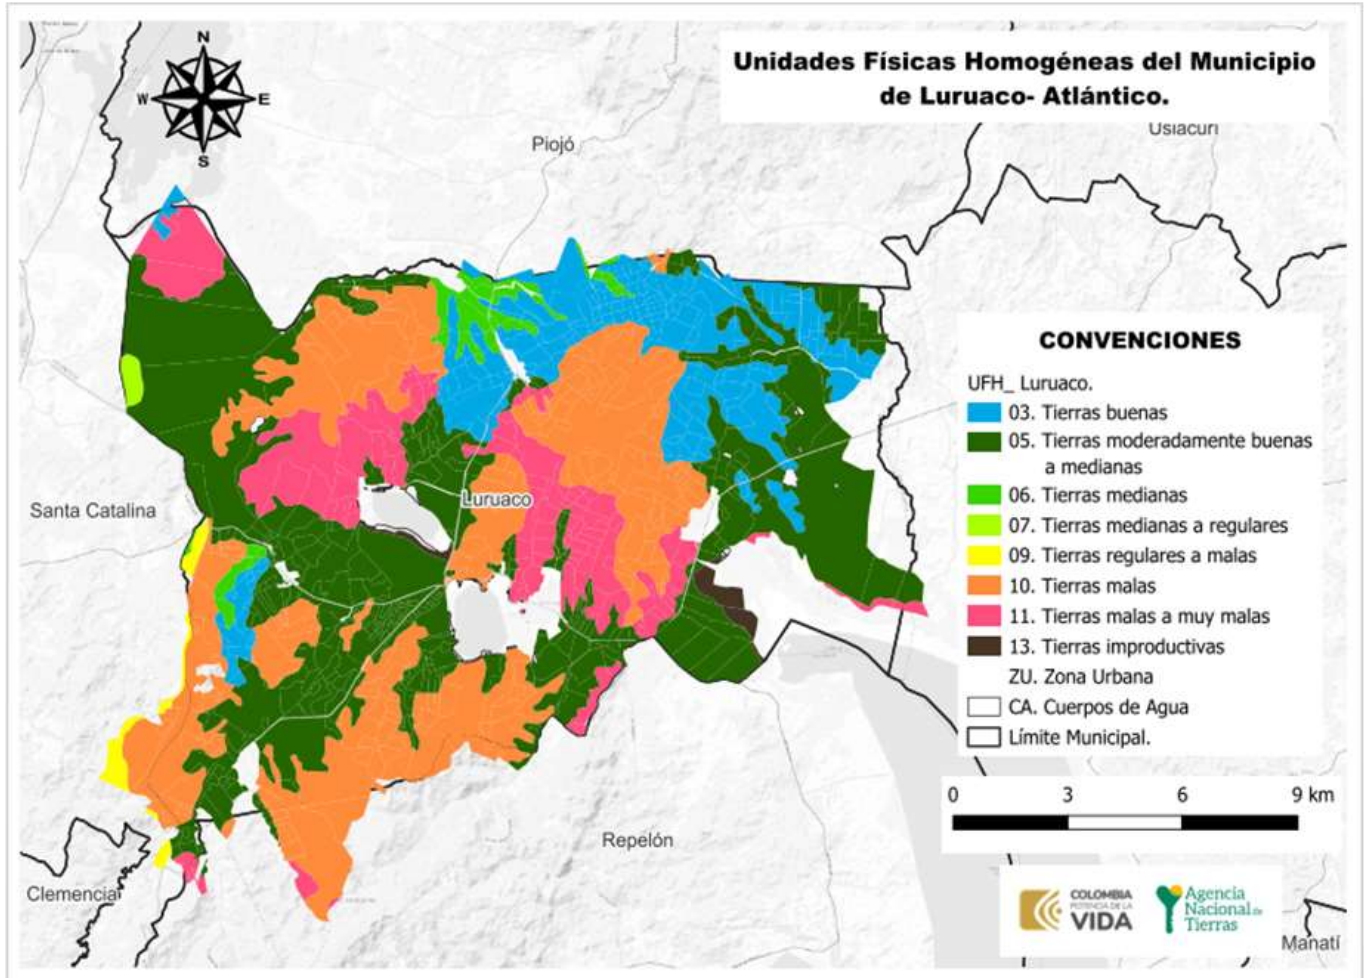 Unidades Físicas Homogéneas del Municipio
de Luruaco- Atlántico.
N
W
E
S
Piojó
Usiacurí
Santa Catalina
Luruaco
Repelón
Clemencia
Manatí
CONVENCIONES
UFH_ Luruaco.
03. Tierras buenas
05. Tierras moderadamente buenas
a medianas
06. Tierras medianas
07. Tierras medianas a regulares
09. Tierras regulares a malas
10. Tierras malas
11. Tierras malas a muy malas
13. Tierras improductivas
ZU. Zona Urbana
CA. Cuerpos de Agua
Límite Municipal.
0 3 6 9 km
COLOMBIA
POTENCIA DE LA
VIDA
Agencia
Nacional de
Tierras